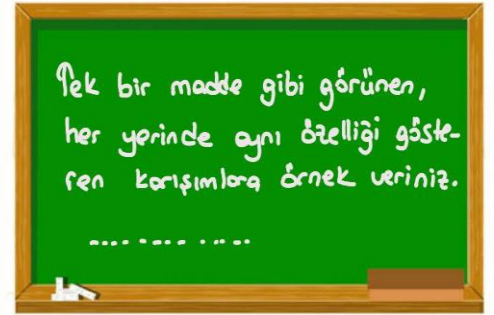 Tek bir madde gibi görünen,
her yerinde aynı özelliği göste-
ren karışımlara örnek veriniz.
..............